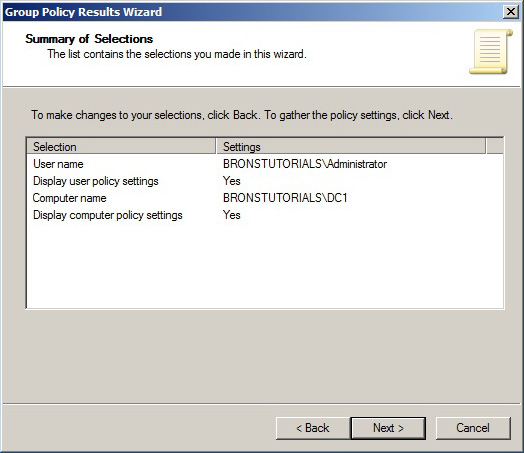 Group Policy Results Wizard
Summary of Selections
The list contains the selections you made in this wizard.
To make changes to your selections, click Back. To gather the policy settings, click Next.
Selection Settings
User name BRONSTUTORIALS\Administrator
Display user policy settings Yes
Computer name BRONSTUTORIALS\DC1
Display computer policy settings Yes
< Back Next > Cancel